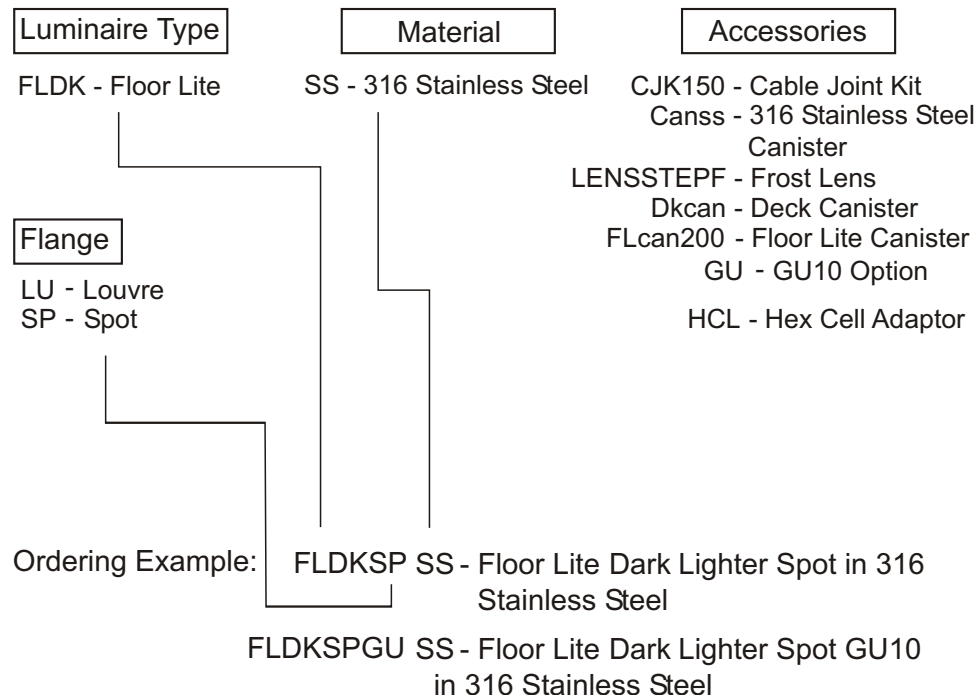 Luminaire Type
FLDK - Floor Lite
Flange
LU - Louvre
SP - Spot
Material
SS - 316 Stainless Steel
Accessories
CJK150 - Cable Joint Kit
Canss - 316 Stainless Steel
Canister
LENSSTEPF - Frost Lens
Dkcan - Deck Canister
FLcan200 - Floor Lite Canister
GU - GU10 Option
HCL - Hex Cell Adaptor
Ordering Example: FLDKSP SS - Floor Lite Dark Lighter Spot in 316
Stainless Steel
FLDKSPGU SS - Floor Lite Dark Lighter Spot GU10
in 316 Stainless Steel